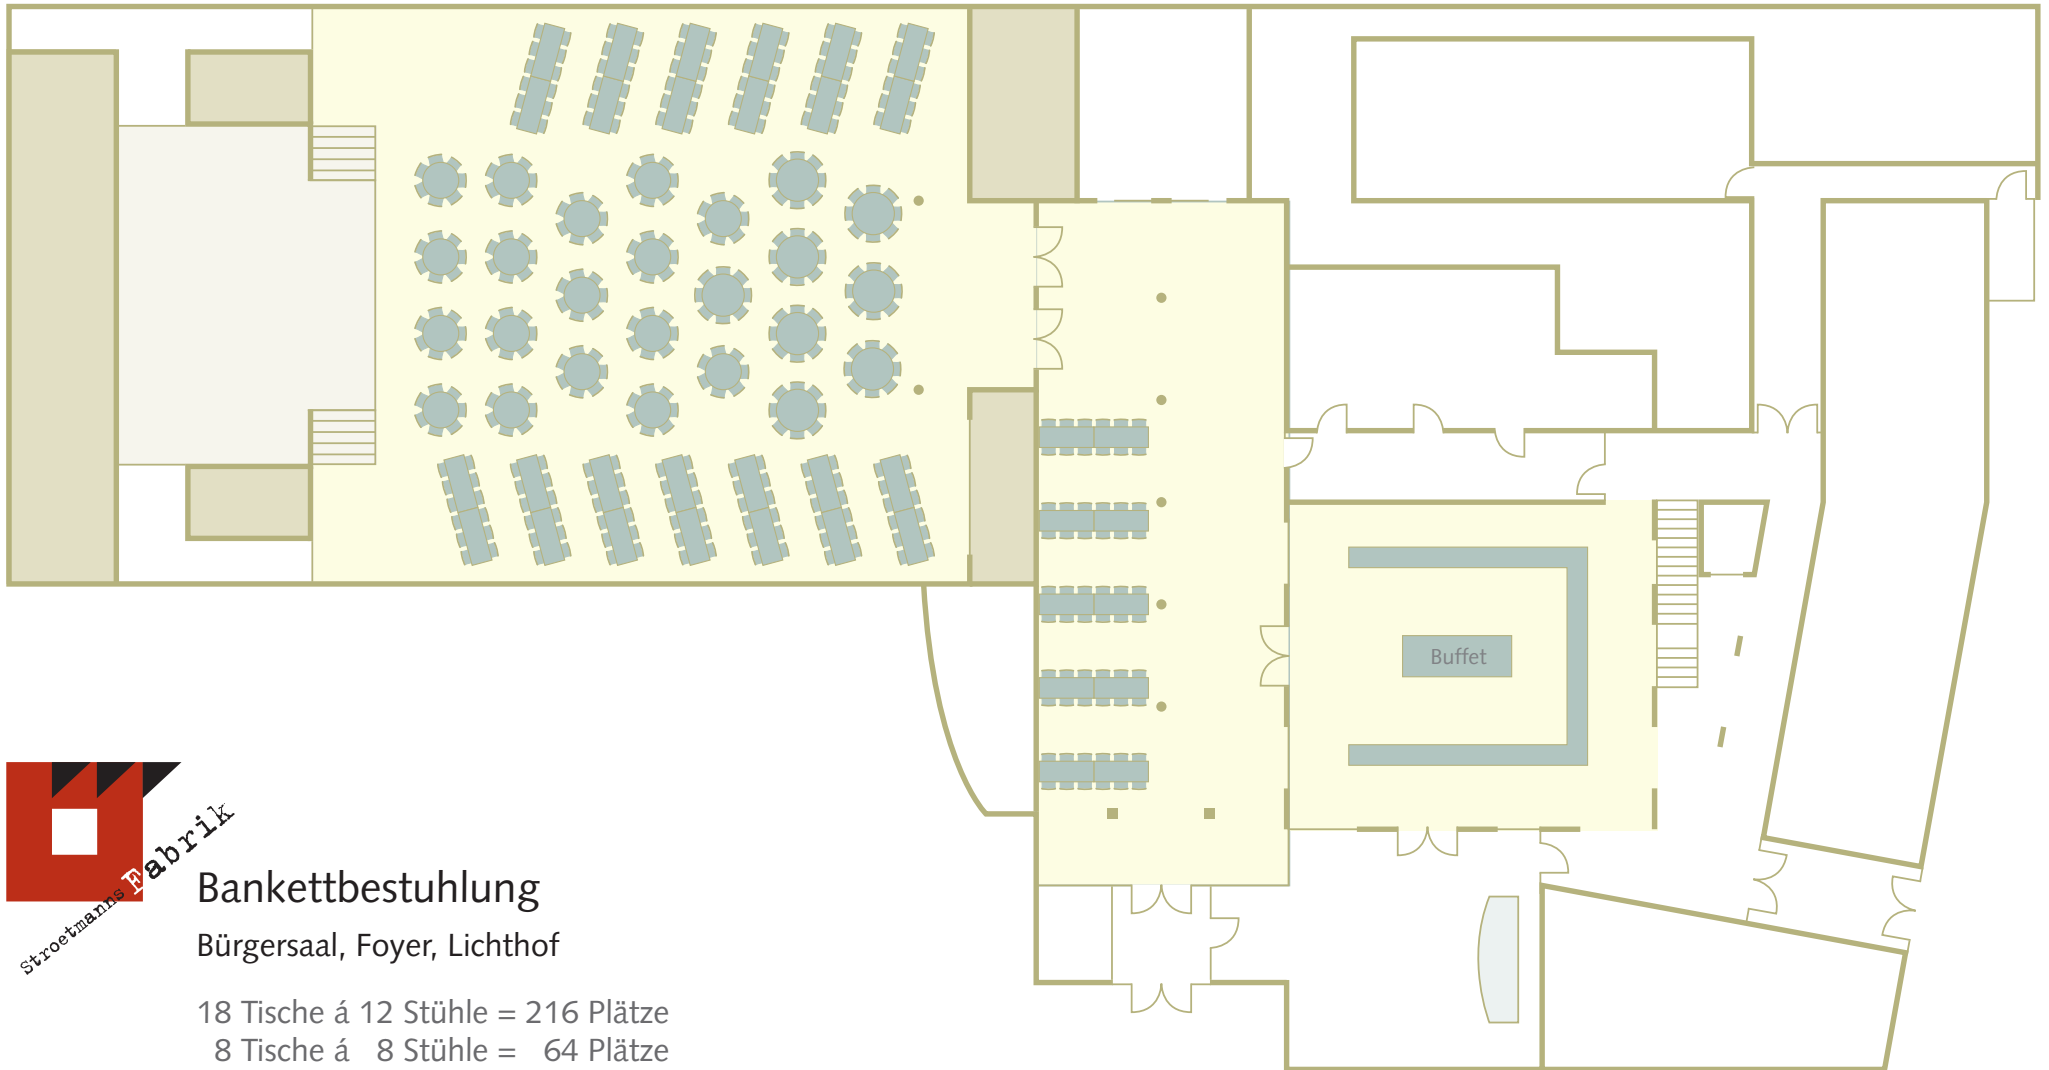 Buffet
Stroetmanns Fabrik
Bankettbestuhlung
Bürgersaal, Foyer, Lichthof
18 Tische á 12 Stühle = 216 Plätze
8 Tische á 8 Stühle = 64 Plätze